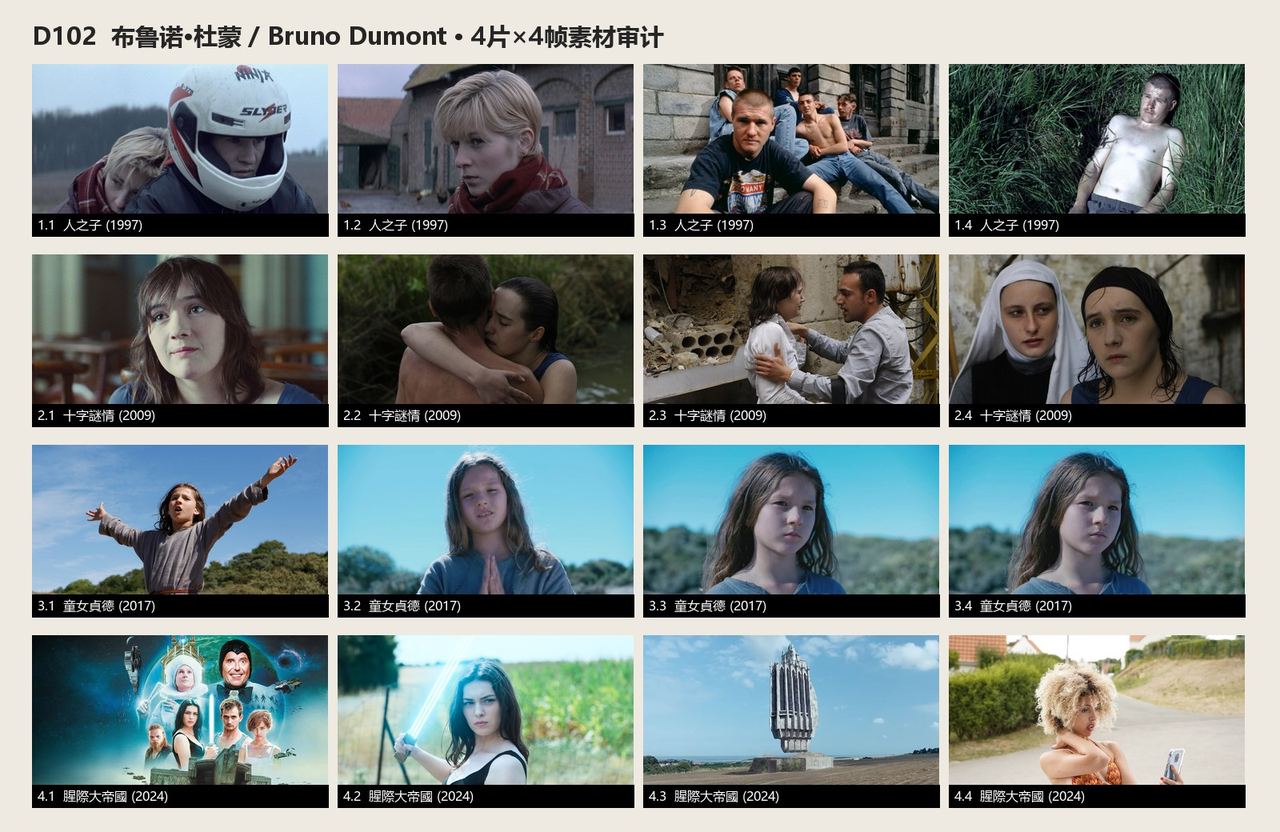 D102 布鲁诺•杜蒙 / Bruno Dumont • 4片×4帧素材审计
NINJA
SLYDER
1.1 人之子 (1997)
1.2 人之子 (1997)
1.3 人之子 (1997)
1.4 人之子 (1997)
2.1 十字謎情 (2009)
2.2 十字謎情 (2009)
2.3 十字謎情 (2009)
2.4 十字謎情 (2009)
3.1 童女貞德 (2017)
3.2 童女貞德 (2017)
3.3 童女貞德 (2017)
3.4 童女貞德 (2017)
4.1 腥際大帝國 (2024)
4.2 腥際大帝國 (2024)
4.3 腥際大帝國 (2024)
4.4 腥際大帝國 (2024)